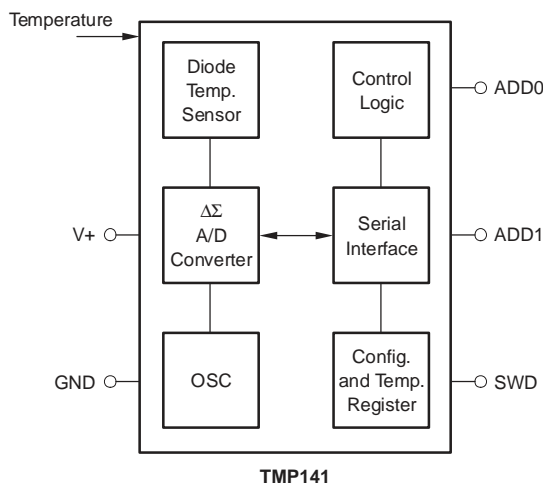 Temperature
Diode
Temp.
Sensor
Control
Logic
ADD0
V+
ΔΣ
A/D
Converter
Serial
Interface
ADD1
GND
OSC
Config.
and Temp.
Register
SWD
TMP141